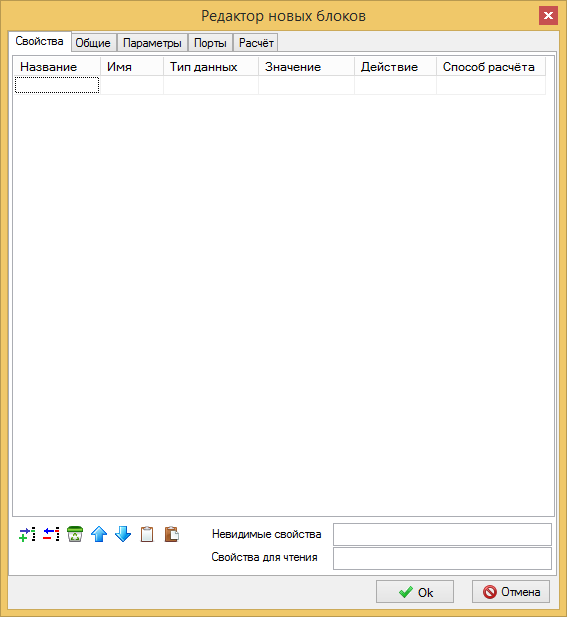 Редактор новых блоков
Свойства Общие Параметры Порты Расчёт
Название Имя Тип данных Значение Действие Способ расчёта
Невидимые свойства
Свойства для чтения
Ok Отмена